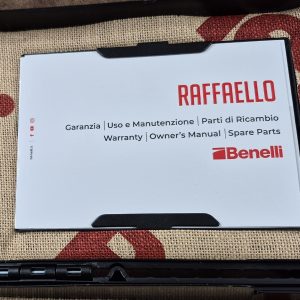 RAFFAELLO
Garanzia | Uso e Manutenzione | Parti di Ricambio
Warranty | Owner's Manual | Spare Parts
Benelli